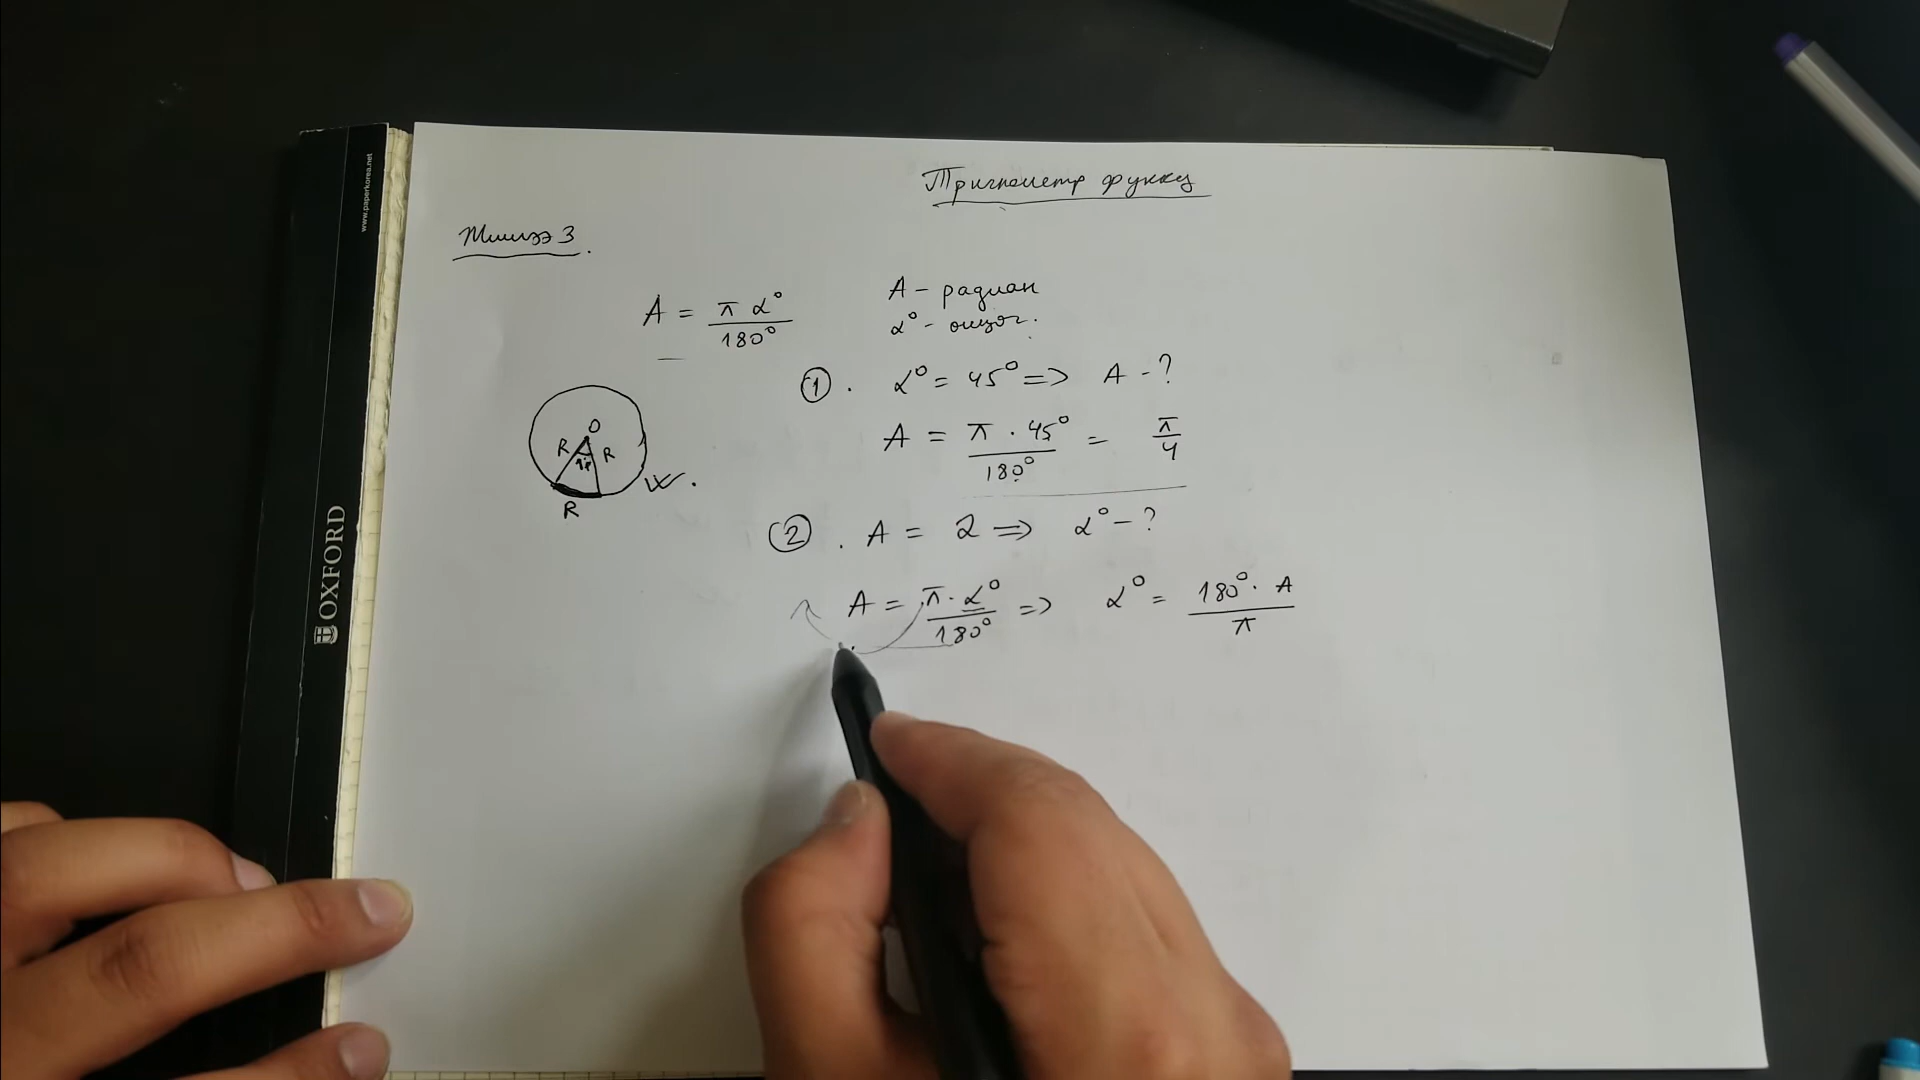 Тригнометр функц
Жишээ 3.
A = π α° / 180°
A – радиан
α° – өнцөг.
O
R R
1р
R
① . α° = 45° => A - ?
A = π · 45° / 180° = π / 4
② . A = 2 => α° – ?
A = π · α° / 180° => α° = 180° · A / π
OXFORD
www.paperkorea.net